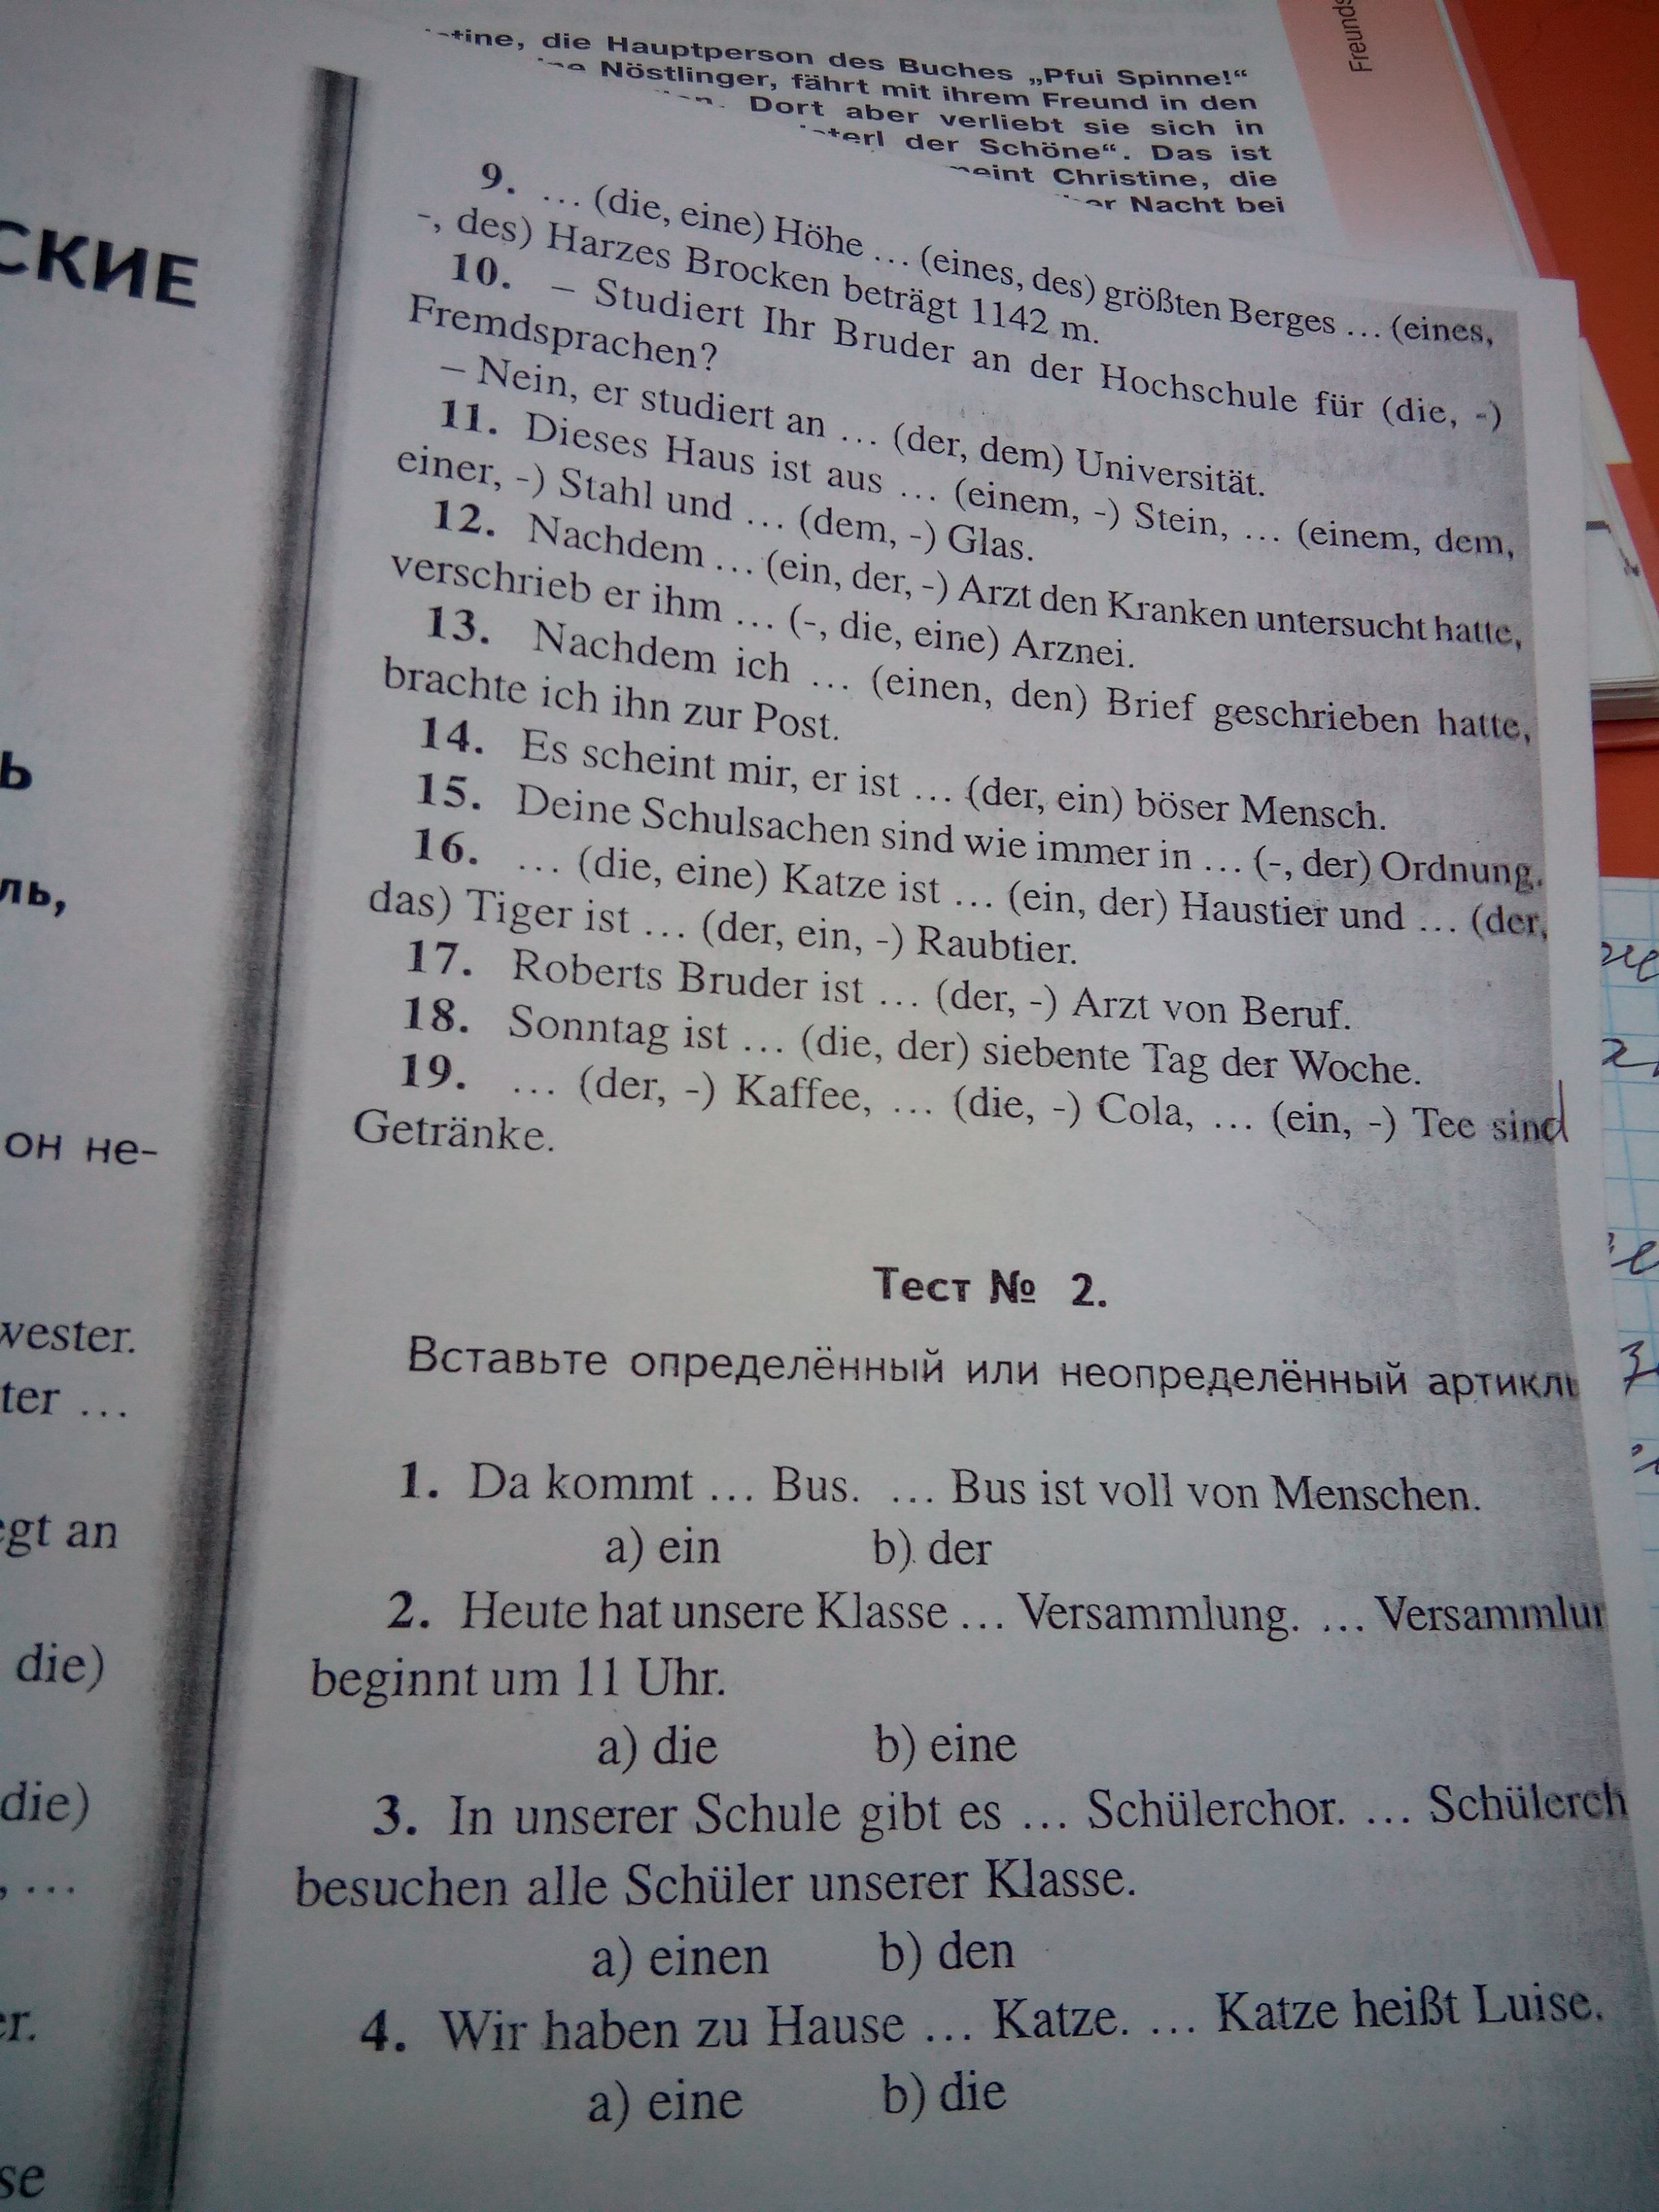 die Hauptperson des Buches „Pfui Spinne!“
Nöstlinger, fährt mit ihrem Freund in den
Dort aber verliebt sie sich in
der Schöne“. Das ist
Christine, die
Nacht bei
Freunds
9. … (die, eine) Höhe … (eines, des) größten Berges … (eines,
-, des) Harzes Brocken beträgt 1142 m.
10. – Studiert Ihr Bruder an der Hochschule für (die, -)
Fremdsprachen?
– Nein, er studiert an … (der, dem) Universität.
11. Dieses Haus ist aus … (einem, -) Stein, … (einem, dem,
einer, -) Stahl und … (dem, -) Glas.
12. Nachdem … (ein, der, -) Arzt den Kranken untersucht hatte,
verschrieb er ihm … (-, die, eine) Arznei.
13. Nachdem ich … (einen, den) Brief geschrieben hatte,
brachte ich ihn zur Post.
14. Es scheint mir, er ist … (der, ein) böser Mensch.
15. Deine Schulsachen sind wie immer in … (-, der) Ordnung.
16. … (die, eine) Katze ist … (ein, der) Haustier und … (der,
das) Tiger ist … (der, ein, -) Raubtier.
17. Roberts Bruder ist … (der, -) Arzt von Beruf.
18. Sonntag ist … (die, der) siebente Tag der Woche.
19. … (der, -) Kaffee, … (die, -) Cola, … (ein, -) Tee sind
Getränke.
Тест № 2.
Вставьте определённый или неопределённый артикль
1. Da kommt … Bus. … Bus ist voll von Menschen.
a) ein b) der
2. Heute hat unsere Klasse … Versammlung. … Versammlun
beginnt um 11 Uhr.
a) die b) eine
3. In unserer Schule gibt es … Schülerchor. … Schülerch
besuchen alle Schüler unserer Klasse.
a) einen b) den
4. Wir haben zu Hause … Katze. … Katze heißt Luise.
a) eine b) die
СКИЕ
Ь
ль,
он не-
wester.
ter …
egt an
die)
die)
, …
er.
se